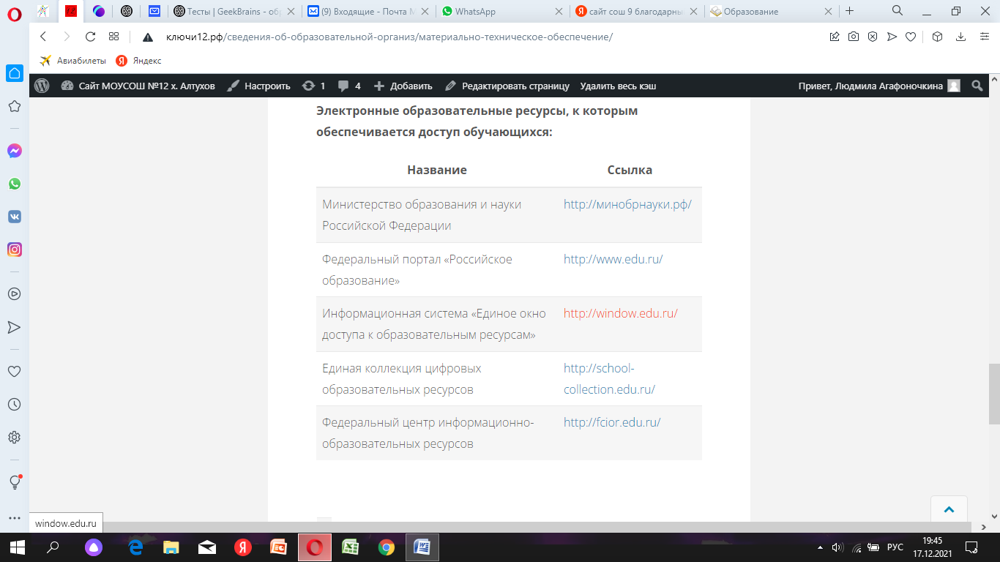 Тесты | GeekBrains - об
(9) Входящие - Почта M
WhatsApp
сайт сош 9 благодарны
Образование
ключи12.рф/сведения-об-образовательной-организ/материально-техническое-обеспечение/
Авиабилеты
Яндекс
Сайт МОУСОШ №12 х. Алтухов
Настроить
1
4
Добавить
Редактировать страницу
Удалить весь кэш
Привет, Людмила Агафоночкина
Электронные образовательные ресурсы, к которым
обеспечивается доступ обучающихся:
Название
Ссылка
Министерство образования и науки
Российской Федерации
http://минобрнауки.рф/
Федеральный портал «Российское
образование»
http://www.edu.ru/
Информационная система «Единое окно
доступа к образовательным ресурсам»
http://window.edu.ru/
Единая коллекция цифровых
образовательных ресурсов
http://school-
collection.edu.ru/
Федеральный центр информационно-
образовательных ресурсов
http://fcior.edu.ru/
window.edu.ru
РУС
19:45
17.12.2021